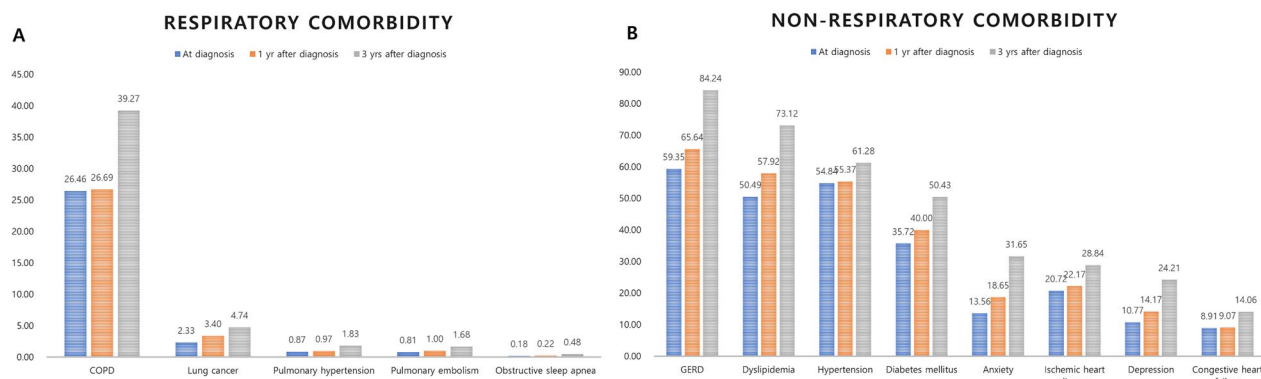 A
RESPIRATORY COMORBIDITY
At diagnosis 1 yr after diagnosis 3 yrs after diagnosis
45.00
40.00
35.00
30.00
25.00
20.00
15.00
10.00
5.00
0.00
26.46 26.69 39.27
2.33 3.40 4.74
0.87 0.97 1.83
0.81 1.00 1.68
0.18 0.22 0.48
COPD Lung cancer Pulmonary hypertension Pulmonary embolism Obstructive sleep apnea
B
NON-RESPIRATORY COMORBIDITY
At diagnosis 1 yr after diagnosis 3 yrs after diagnosis
90.00
80.00
70.00
60.00
50.00
40.00
30.00
20.00
10.00
0.00
59.35 65.64 84.24
50.49 57.92 73.12
54.84 55.37 61.28
35.72 40.00 50.43
13.56 18.65 31.65
20.72 22.17 28.84
10.77 14.17 24.21
8.91 9.07 14.06
GERD Dyslipidemia Hypertension Diabetes mellitus Anxiety Ischemic heart Depression Congestive heart